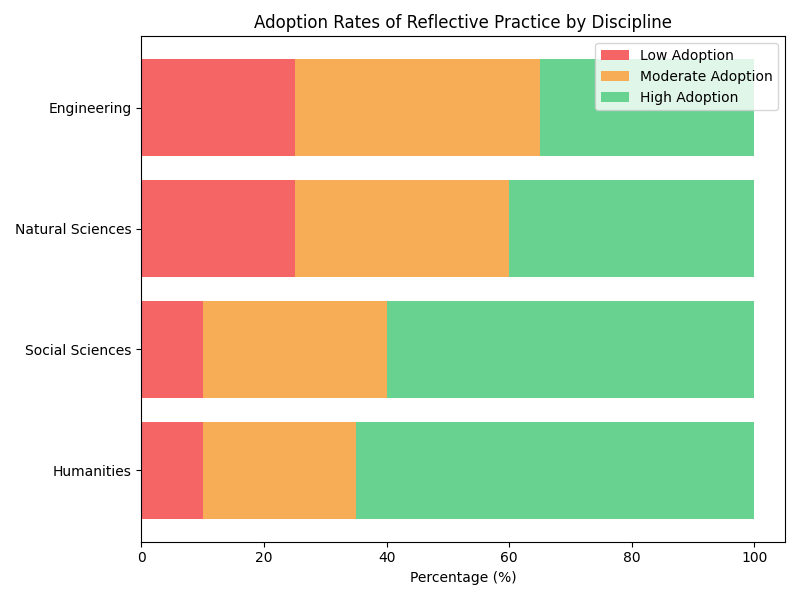 Adoption Rates of Reflective Practice by Discipline
Low Adoption
Moderate Adoption
High Adoption
Engineering
Natural Sciences
Social Sciences
Humanities
0 20 40 60 80 100
Percentage (%)